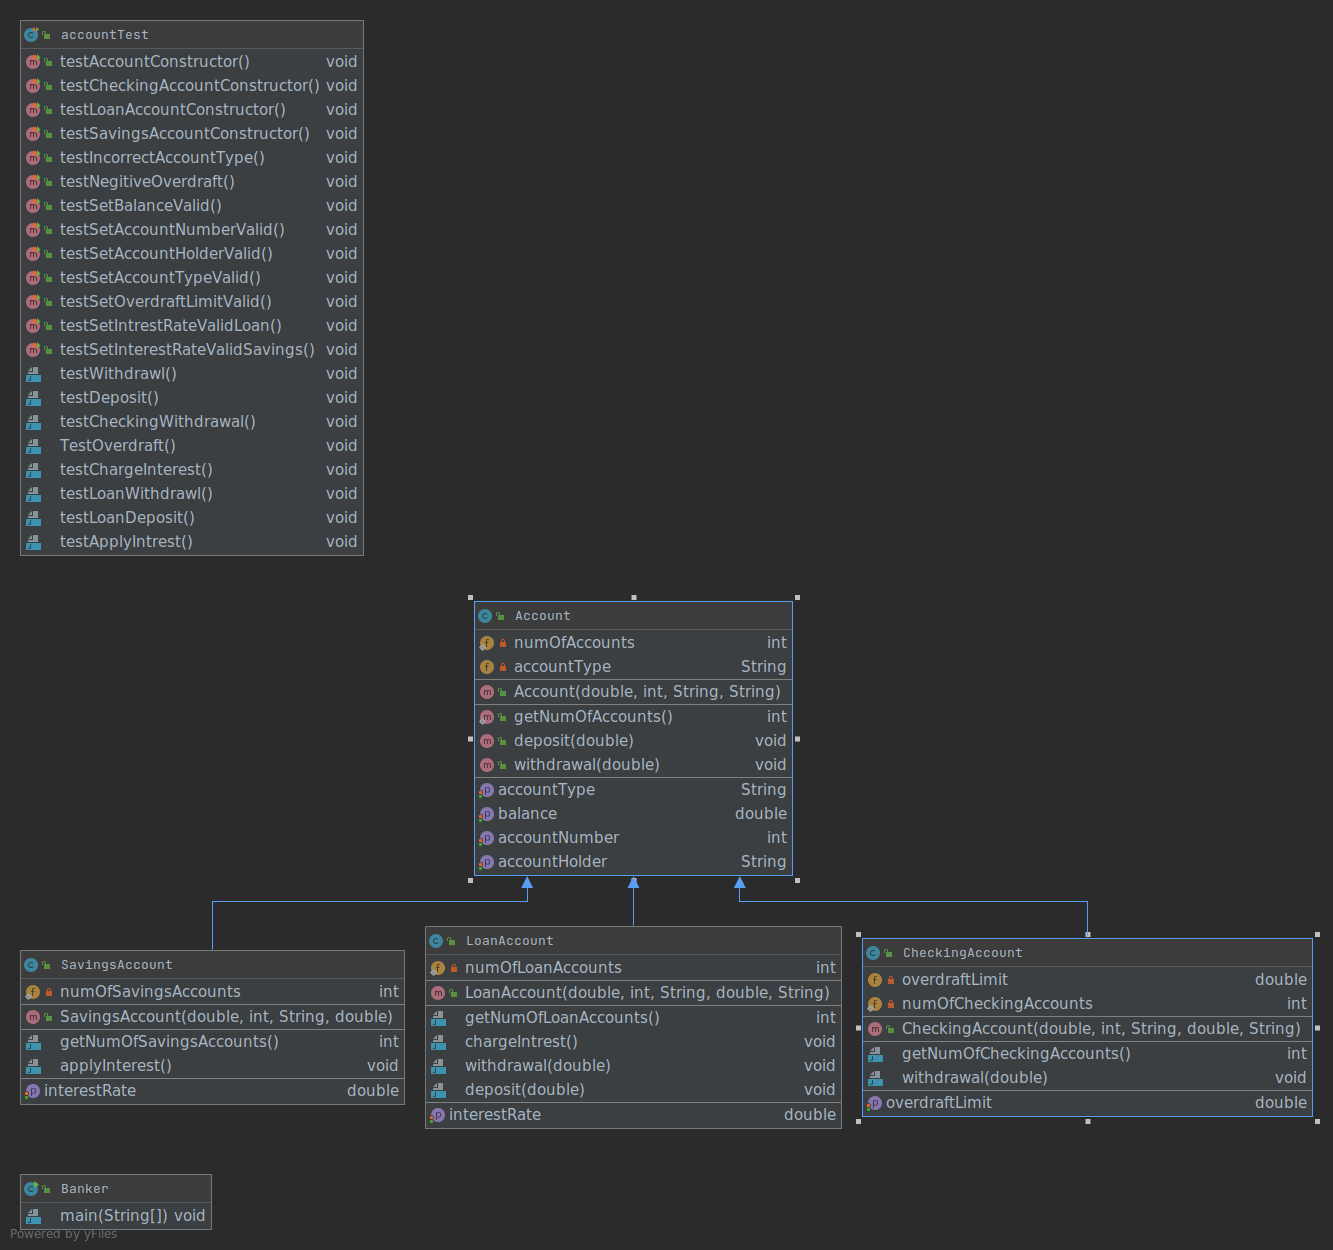 accountTest
testAccountConstructor() void
testCheckingAccountConstructor() void
testLoanAccountConstructor() void
testSavingsAccountConstructor() void
testIncorrectAccountType() void
testNegitiveOverdraft() void
testSetBalanceValid() void
testSetAccountNumberValid() void
testSetAccountHolderValid() void
testSetAccountTypeValid() void
testSetOverdraftLimitValid() void
testSetIntrestRateValidLoan() void
testSetInterestRateValidSavings() void
testWithdrawl() void
testDeposit() void
testCheckingWithdrawal() void
TestOverdraft() void
testChargeInterest() void
testLoanWithdrawl() void
testLoanDeposit() void
testApplyIntrest() void
Account
numOfAccounts int
accountType String
Account(double, int, String, String)
getNumOfAccounts() int
deposit(double) void
withdrawal(double) void
accountType String
balance double
accountNumber int
accountHolder String
SavingsAccount
numOfSavingsAccounts int
SavingsAccount(double, int, String, double)
getNumOfSavingsAccounts() int
applyInterest() void
interestRate double
LoanAccount
numOfLoanAccounts int
LoanAccount(double, int, String, double, String)
getNumOfLoanAccounts() int
chargeIntrest() void
withdrawal(double) void
deposit(double) void
interestRate double
CheckingAccount
overdraftLimit double
numOfCheckingAccounts int
CheckingAccount(double, int, String, double, String)
getNumOfCheckingAccounts() int
withdrawal(double) void
overdraftLimit double
Banker
main(String[]) void
Powered by yFiles